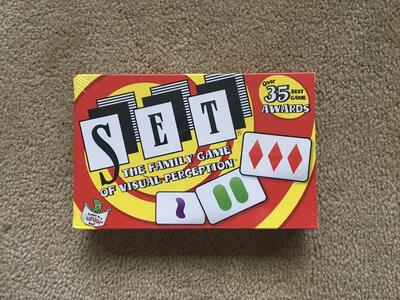 SET®
THE FAMILY GAME
OF VISUAL PERCEPTION
Over
35 BEST
GAME
AWARDS